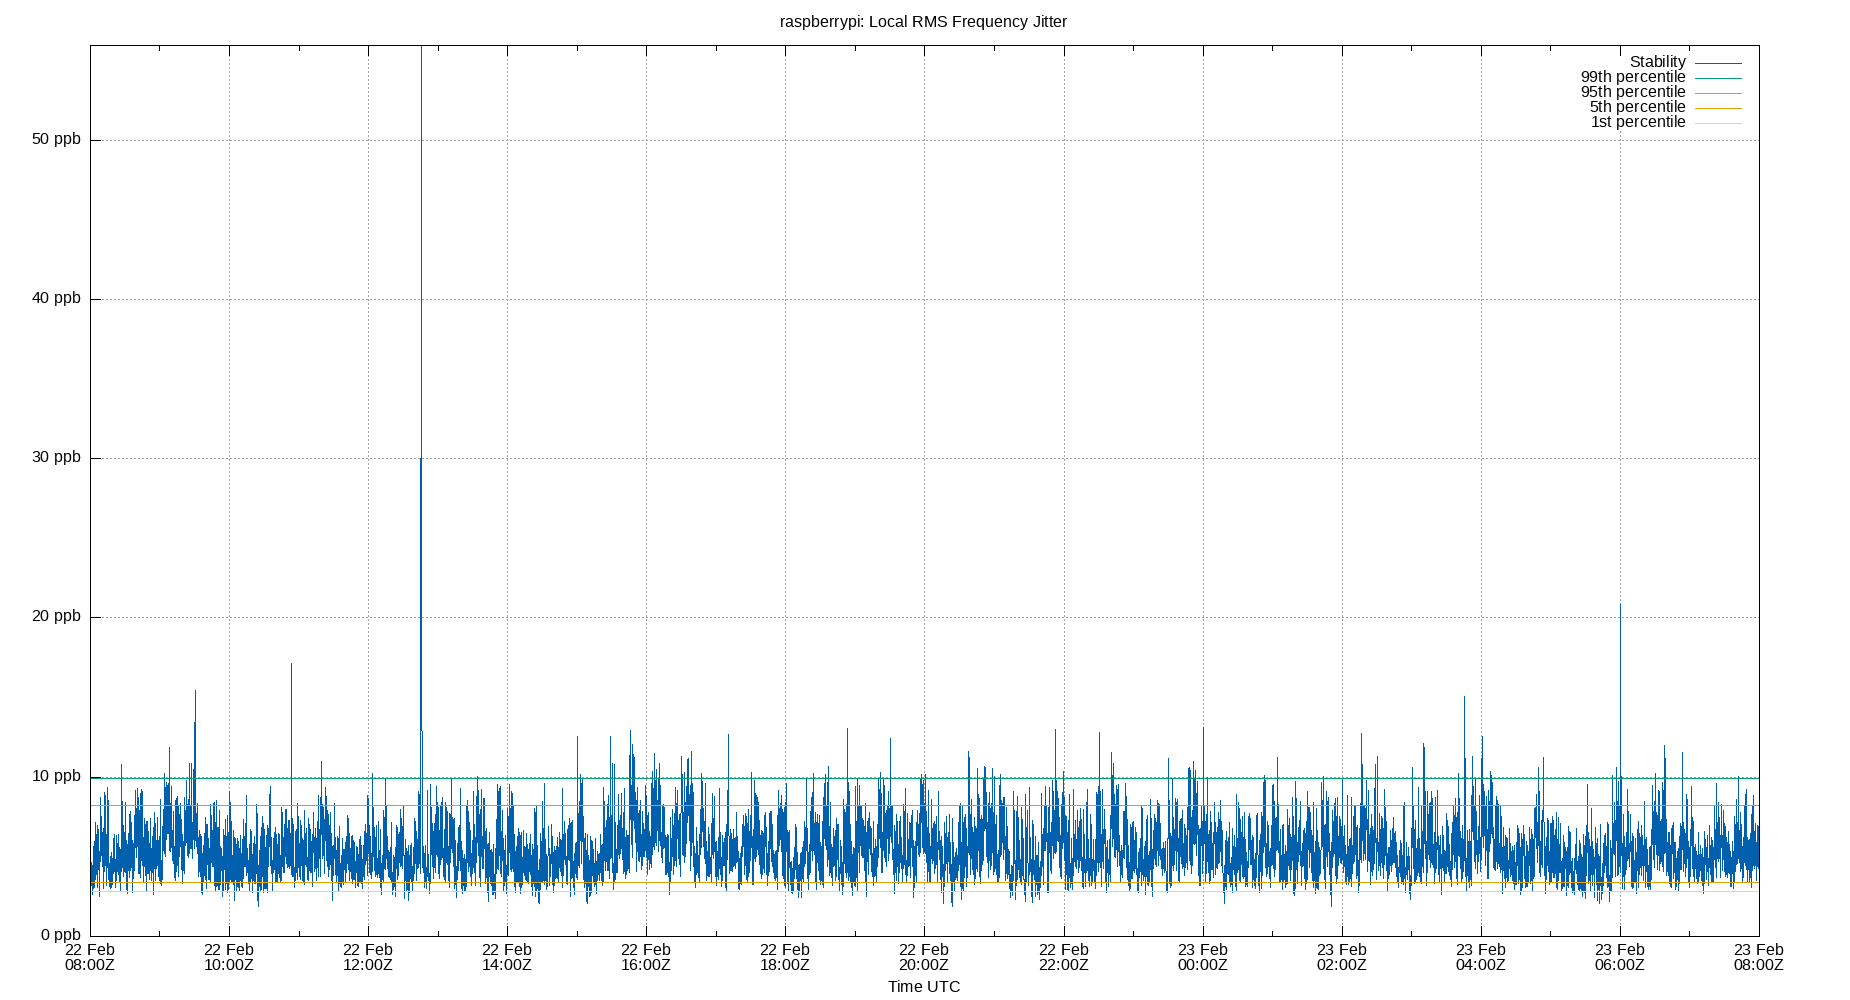 raspberrypi: Local RMS Frequency Jitter
Stability
99th percentile
95th percentile
5th percentile
1st percentile
50 ppb
40 ppb
30 ppb
20 ppb
10 ppb
0 ppb
22 Feb 22 Feb 22 Feb 22 Feb 22 Feb 22 Feb 22 Feb 22 Feb 23 Feb 23 Feb 23 Feb 23 Feb 23 Feb
08:00Z 10:00Z 12:00Z 14:00Z 16:00Z 18:00Z 20:00Z 22:00Z 00:00Z 02:00Z 04:00Z 06:00Z 08:00Z
Time UTC